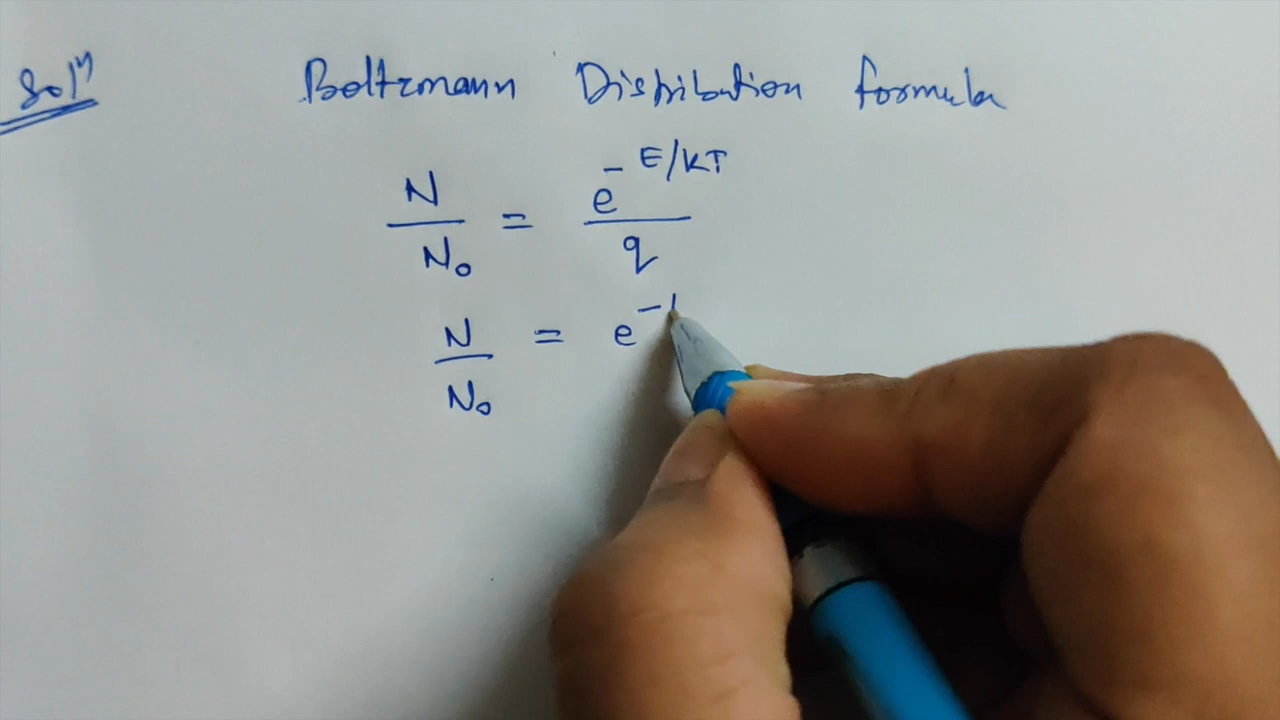 Solⁿ Boltzmann Distribution formula
N/N₀ = e^-E/KT / q
N/N₀ = e^-